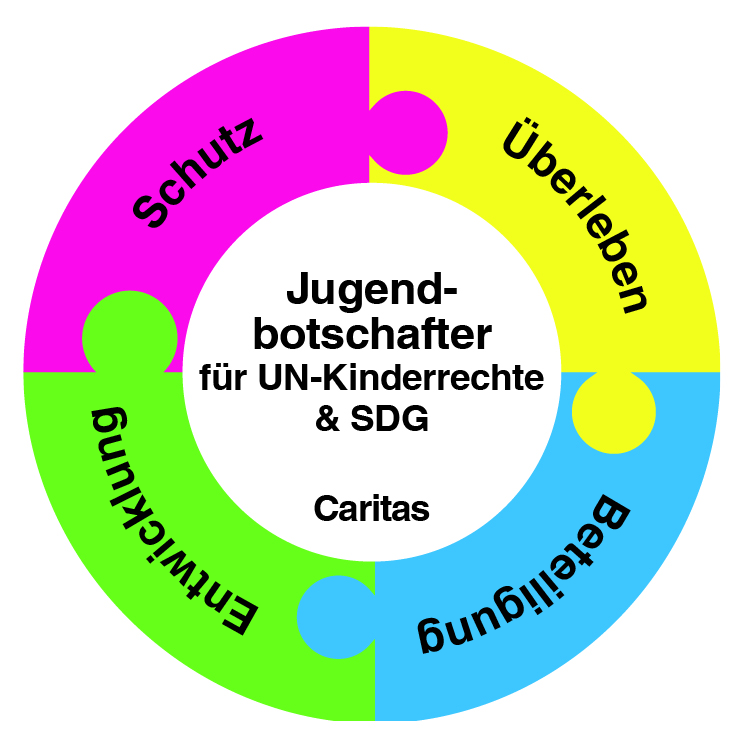 Schutz
Überleben
Jugend-
botschafter
für UN-Kinderrechte
& SDG
Caritas
Entwicklung
Beteiligung